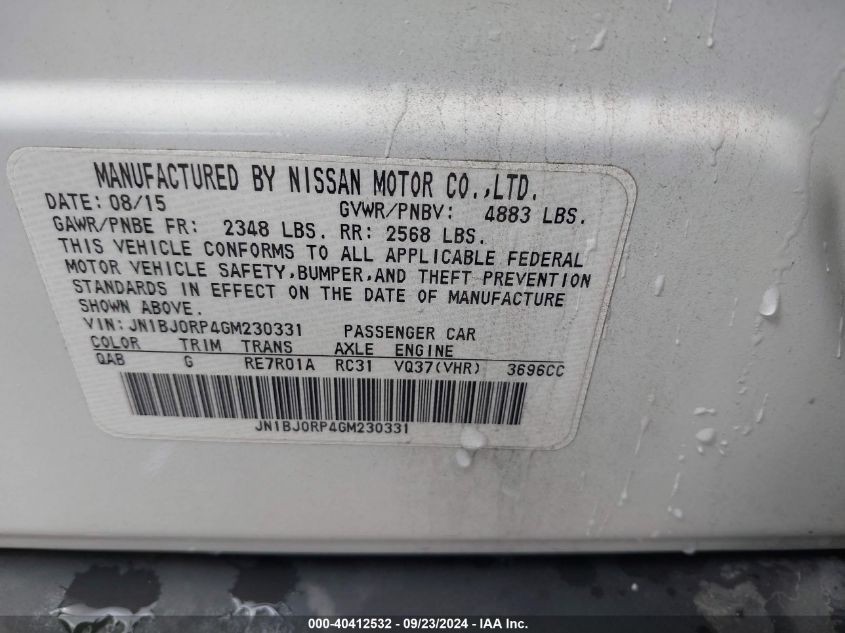 MANUFACTURED BY NISSAN MOTOR CO.,LTD.
DATE: 08/15 GVWR/PNBV: 4883 LBS.
GAWR/PNBE FR: 2348 LBS. RR: 2568 LBS.
THIS VEHICLE CONFORMS TO ALL APPLICABLE FEDERAL
MOTOR VEHICLE SAFETY,BUMPER,AND THEFT PREVENTION
STANDARDS IN EFFECT ON THE DATE OF MANUFACTURE
SHOWN ABOVE.
VIN:JN1BJ0RP4GM230331 PASSENGER CAR
COLOR TRIM TRANS AXLE ENGINE
QAB G RE7R01A RC31 VQ37(VHR) 3696CC
JN1BJ0RP4GM230331
000-40412532 - 09/23/2024 - IAA Inc.